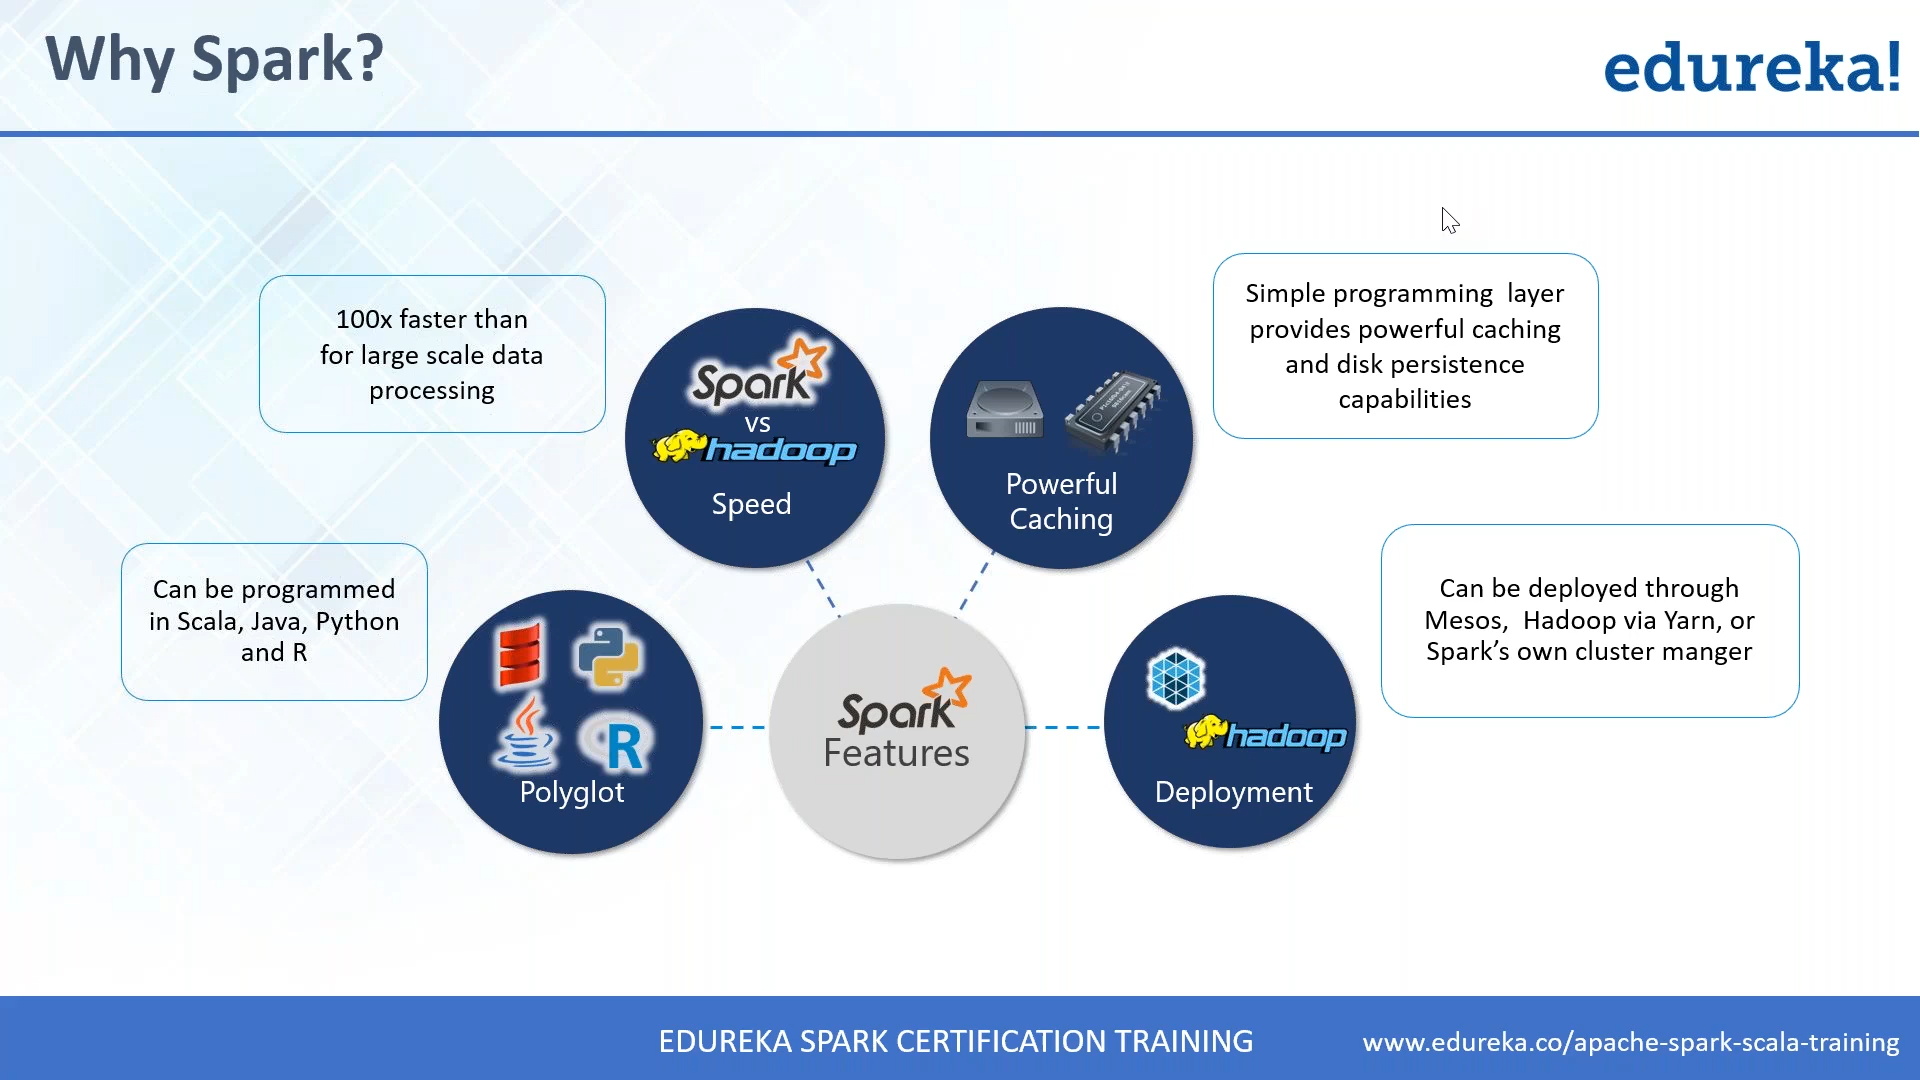 Why Spark?
edureka!
100x faster than
for large scale data
processing
Spark
vs
hadoop
Speed
Powerful
Caching
Simple programming layer
provides powerful caching
and disk persistence
capabilities
Can be programmed
in Scala, Java, Python
and R
R
Polyglot
Spark
Features
hadoop
Deployment
Can be deployed through
Mesos, Hadoop via Yarn, or
Spark’s own cluster manger
EDUREKA SPARK CERTIFICATION TRAINING
www.edureka.co/apache-spark-scala-training